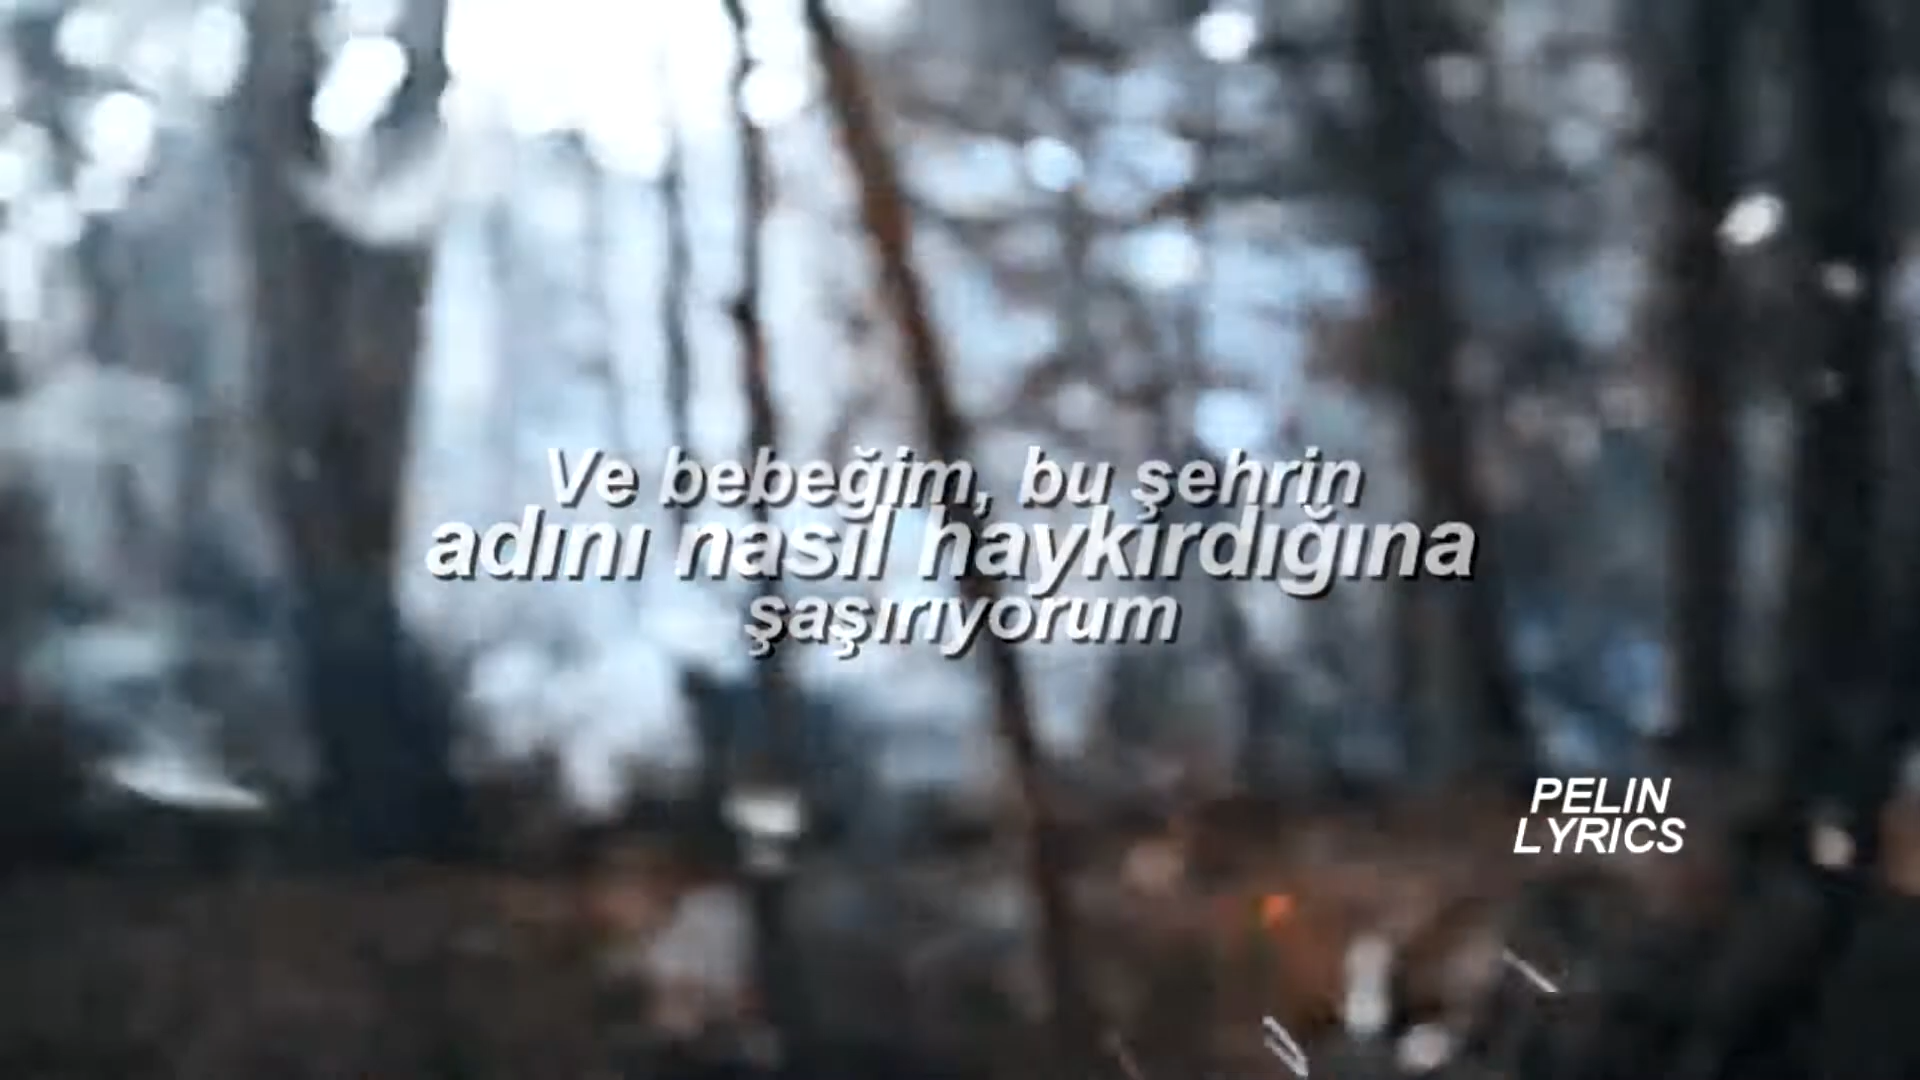 Ve bebeğim, bu şehrin
adını nasıl haykırdığına
şaşırıyorum
PELIN
LYRICS